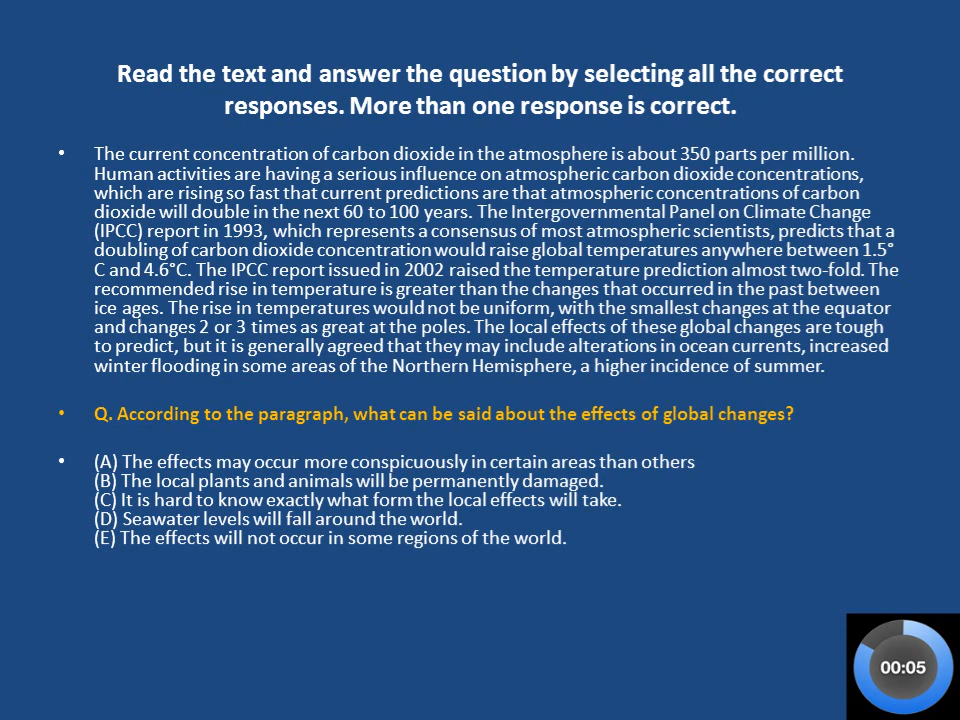 Read the text and answer the question by selecting all the correct
responses. More than one response is correct.
• The current concentration of carbon dioxide in the atmosphere is about 350 parts per million.
Human activities are having a serious influence on atmospheric carbon dioxide concentrations,
which are rising so fast that current predictions are that atmospheric concentrations of carbon
dioxide will double in the next 60 to 100 years. The Intergovernmental Panel on Climate Change
(IPCC) report in 1993, which represents a consensus of most atmospheric scientists, predicts that a
doubling of carbon dioxide concentration would raise global temperatures anywhere between 1.5°
C and 4.6°C. The IPCC report issued in 2002 raised the temperature prediction almost two-fold. The
recommended rise in temperature is greater than the changes that occurred in the past between
ice ages. The rise in temperatures would not be uniform, with the smallest changes at the equator
and changes 2 or 3 times as great at the poles. The local effects of these global changes are tough
to predict, but it is generally agreed that they may include alterations in ocean currents, increased
winter flooding in some areas of the Northern Hemisphere, a higher incidence of summer.
• Q. According to the paragraph, what can be said about the effects of global changes?
• (A) The effects may occur more conspicuously in certain areas than others
(B) The local plants and animals will be permanently damaged.
(C) It is hard to know exactly what form the local effects will take.
(D) Seawater levels will fall around the world.
(E) The effects will not occur in some regions of the world.
00:05